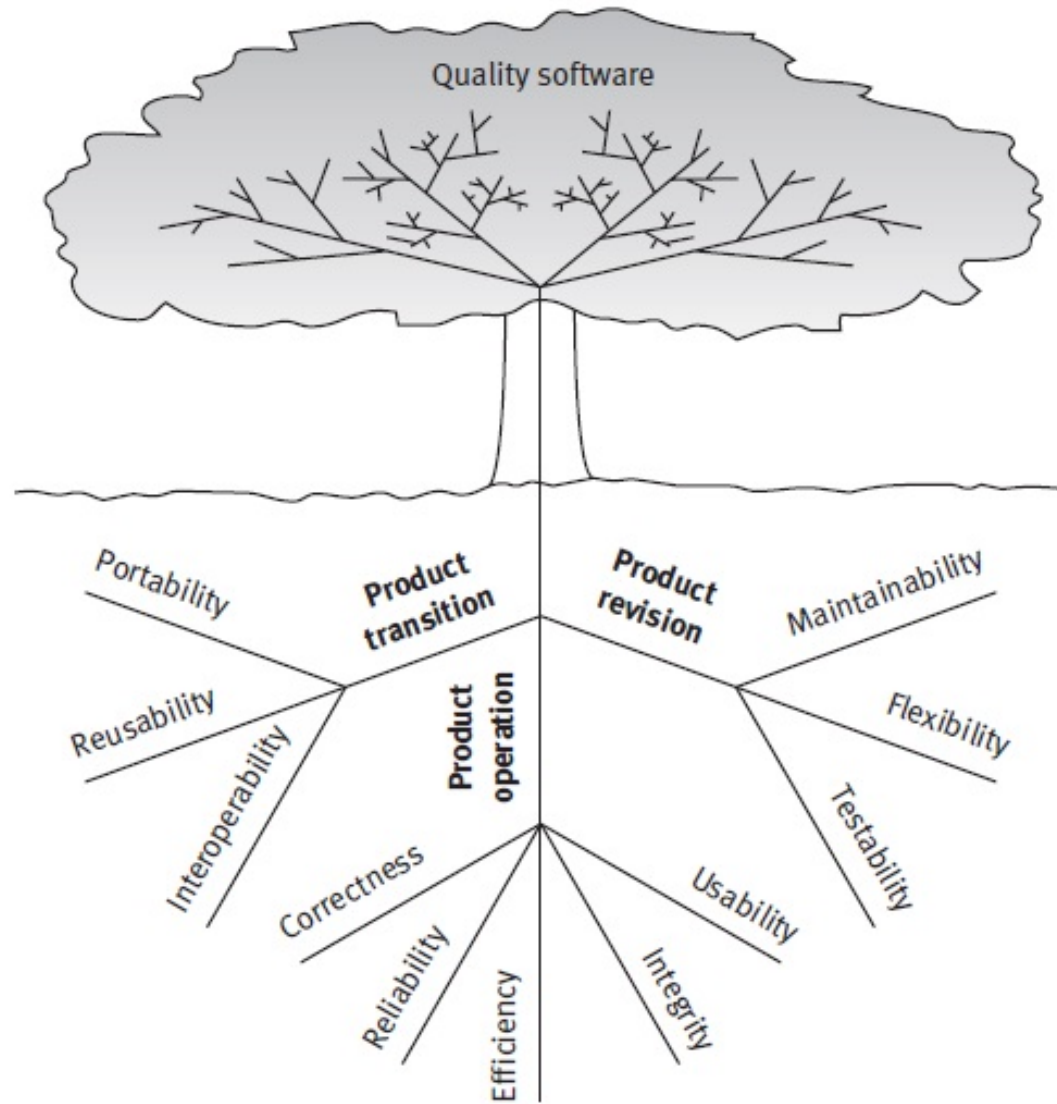 Quality software
Portability
Product
transition
Product
revision
Maintainability
Reusability
Interoperability
Product
operation
Flexibility
Testability
Correctness
Reliability
Efficiency
Integrity
Usability